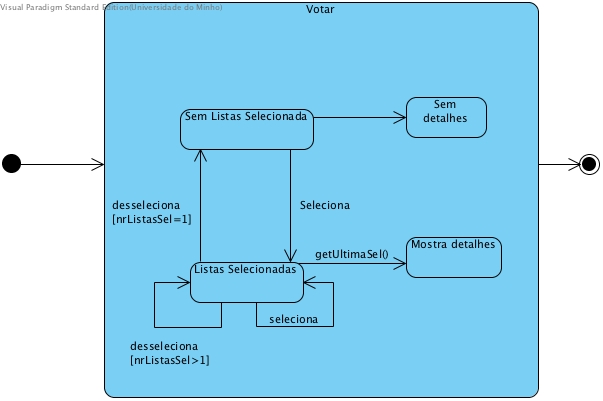 Visual Paradigm Standard Edition(Universidade do Minho)
Votar
Sem Listas Selecionada
Sem
detalhes
desseleciona
[nrListasSel=1]
Seleciona
getUltimaSel()
Mostra detalhes
Listas Selecionadas
seleciona
desseleciona
[nrListasSel>1]